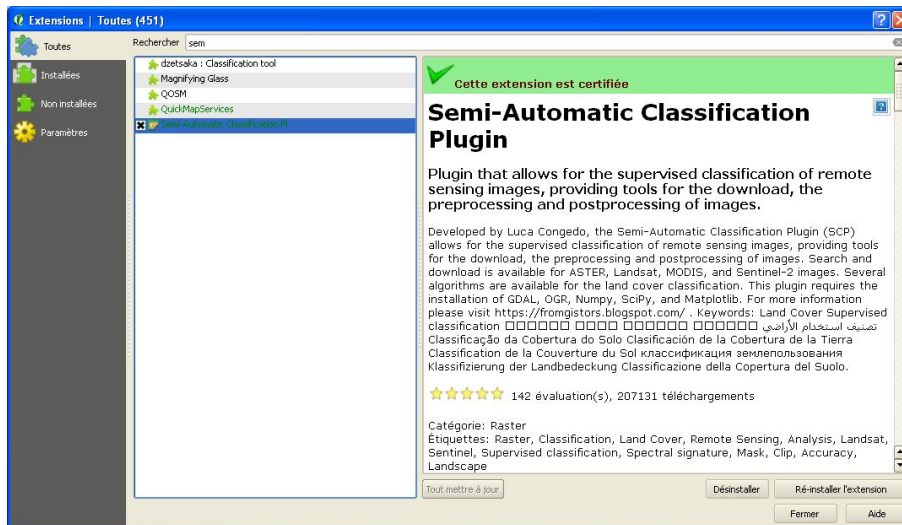 Extensions | Toutes (451)
Toutes
Installées
Non installées
Paramètres
Rechercher sem
dzetsaka : Classification tool
Magnifying Glass
QOSM
QuickMapServices
Semi-Automatic Classification Pl
Cette extension est certifiée
Semi-Automatic Classification
Plugin
Plugin that allows for the supervised classification of remote
sensing images, providing tools for the download, the
preprocessing and postprocessing of images.
Developed by Luca Congedo, the Semi-Automatic Classification Plugin (SCP)
allows for the supervised classification of remote sensing images, providing tools
for the download, the preprocessing and postprocessing of images. Search and
download is available for ASTER, Landsat, MODIS, and Sentinel-2 images. Several
algorithms are available for the land cover classification. This plugin requires the
installation of GDAL, OGR, Numpy, SciPy, and Matplotlib. For more information
please visit https://fromgistors.blogspot.com/ . Keywords: Land Cover Supervised
classification □□□□□□ □□□□ □□□□□□ □□□□□□ تصنيف استخدام الأراضي
Classificação da Cobertura do Solo Clasificación de la Cobertura de la Tierra
Classification de la Couverture du Sol классификация землепользования
Klassifizierung der Landbedeckung Classificazione della Copertura del Suolo.
142 évaluation(s), 207131 téléchargements
Catégorie: Raster
Étiquettes: Raster, Classification, Land Cover, Remote Sensing, Analysis, Landsat,
Sentinel, Supervised classification, Spectral signature, Mask, Clip, Accuracy,
Landscape
Tout mettre à jour
Désinstaller
Ré-installer l'extension
Fermer
Aide